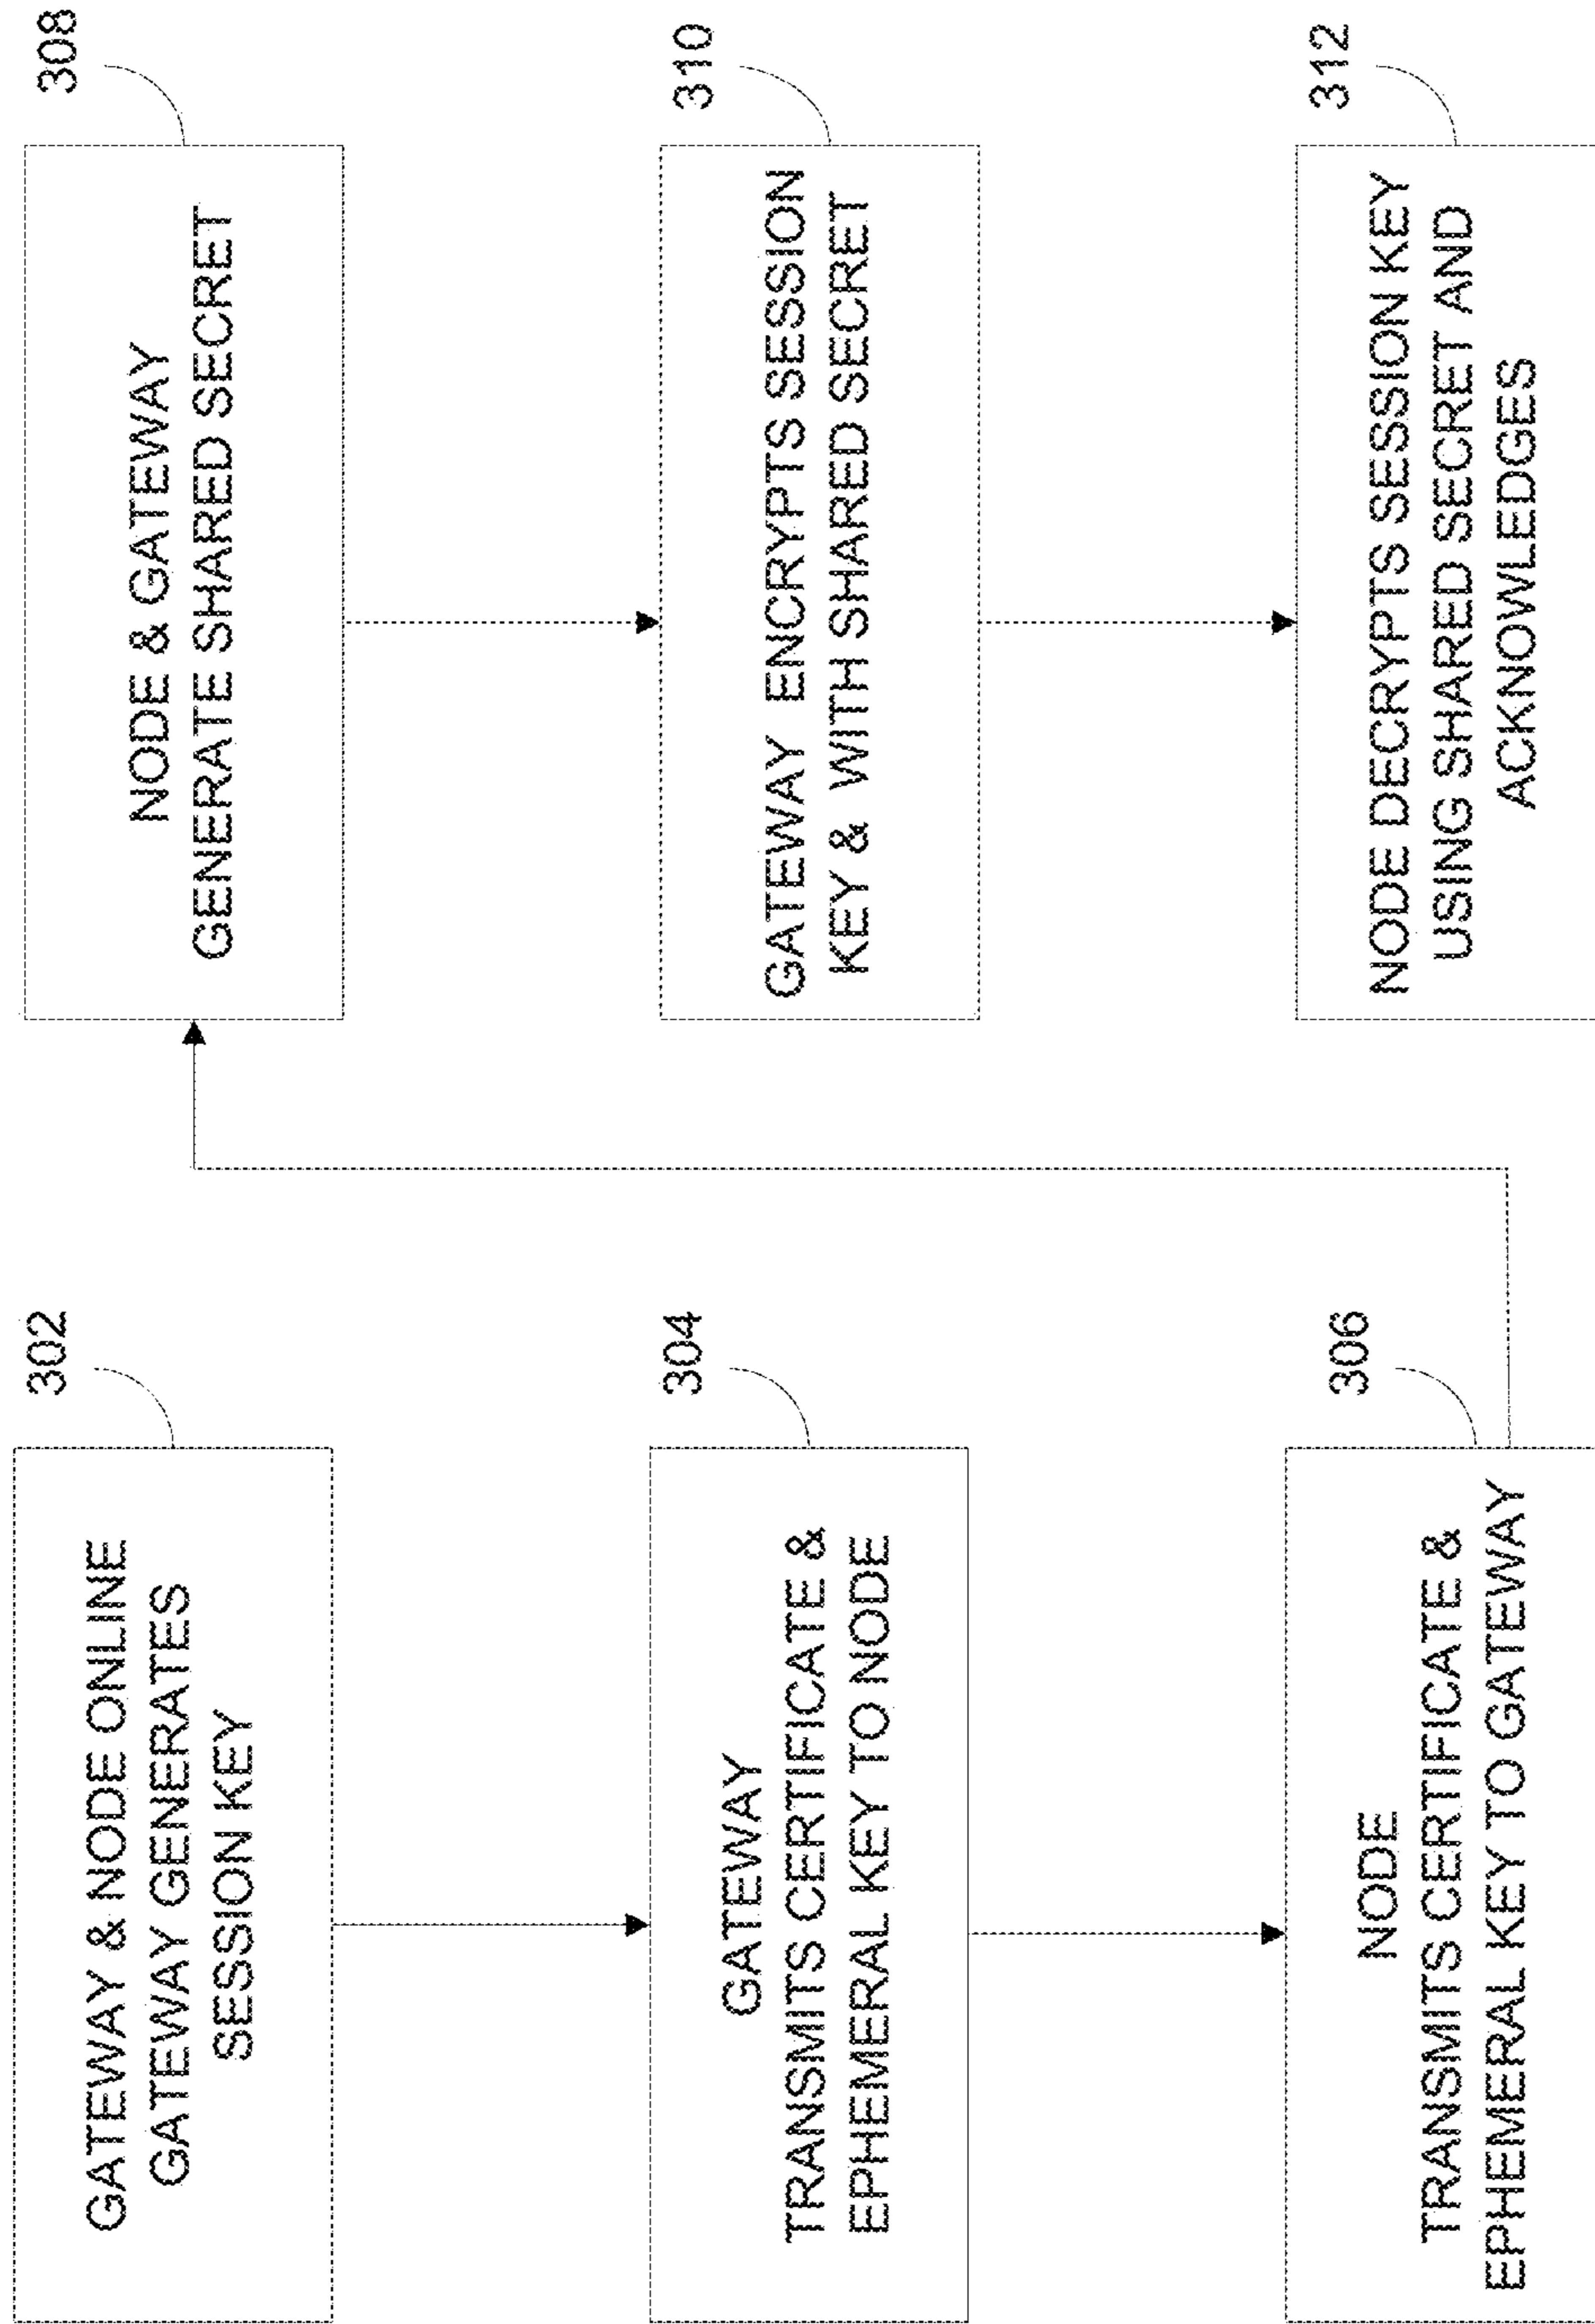 302
GATEWAY & NODE ONLINE
GATEWAY GENERATES
SESSION KEY
304
GATEWAY
TRANSMITS CERTIFICATE &
EPHEMERAL KEY TO NODE
306
NODE
TRANSMITS CERTIFICATE &
EPHEMERAL KEY TO GATEWAY
308
NODE & GATEWAY
GENERATE SHARED SECRET
310
GATEWAY ENCRYPTS SESSION
KEY & WITH SHARED SECRET
312
NODE DECRYPTS SESSION KEY
USING SHARED SECRET AND
ACKNOWLEDGES